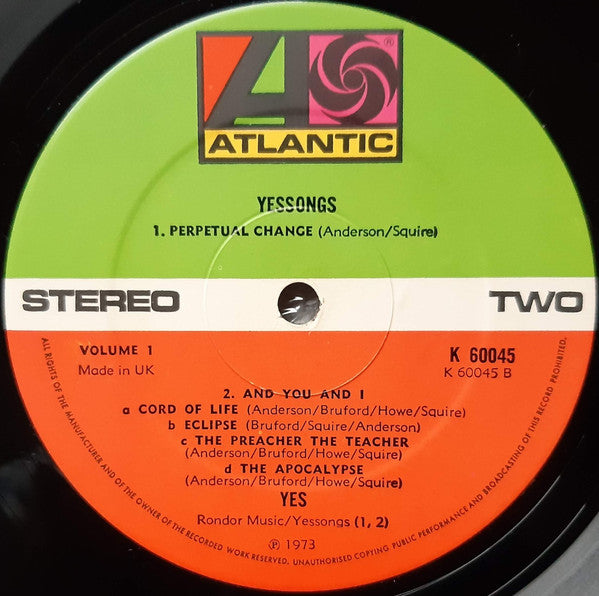 ATLANTIC
®
YESSONGS
1. PERPETUAL CHANGE (Anderson/Squire)
STEREO TWO
VOLUME 1 K 60045
Made in UK K 60045 B
2. AND YOU AND I
a CORD OF LIFE (Anderson/Bruford/Howe/Squire)
b ECLIPSE (Bruford/Squire/Anderson)
c THE PREACHER THE TEACHER
(Anderson/Bruford/Howe/Squire)
d THE APOCALYPSE
(Anderson/Bruford/Howe/Squire)
YES
Rondor Music/Yessongs (1, 2)
℗ 1973
ALL RIGHTS OF THE MANUFACTURER AND OF THE OWNER OF THE RECORDED WORK RESERVED. UNAUTHORISED COPYING PUBLIC PERFORMANCE AND BROADCASTING OF THIS RECORD PROHIBITED.